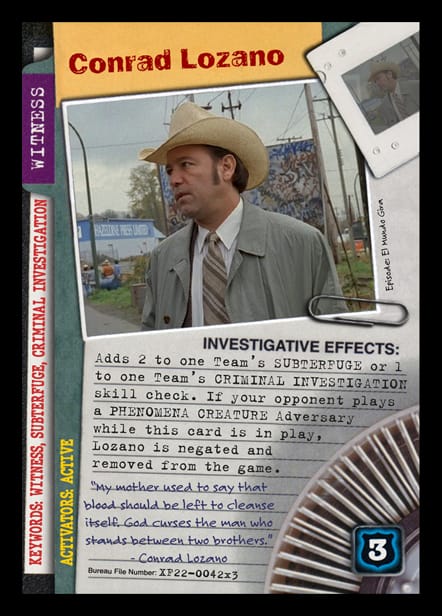 Conrad Lozano
WITNESS
HAZELDINE PRESS LIMITED
Episode: El Mundo Gira
KEYWORDS: WITNESS, SUBTERFUGE, CRIMINAL INVESTIGATION
ACTIVATORS: ACTIVE
INVESTIGATIVE EFFECTS:
Adds 2 to one Team's SUBTERFUGE or 1
to one Team's CRIMINAL INVESTIGATION
skill check. If your opponent plays
a PHENOMENA CREATURE Adversary
while this card is in play,
Lozano is negated and
removed from the game.
"My mother used to say that
blood should be left to cleanse
itself. God curses the man who
stands between two brothers."
- Conrad Lozano
Bureau File Number: XF22-0042x3
3